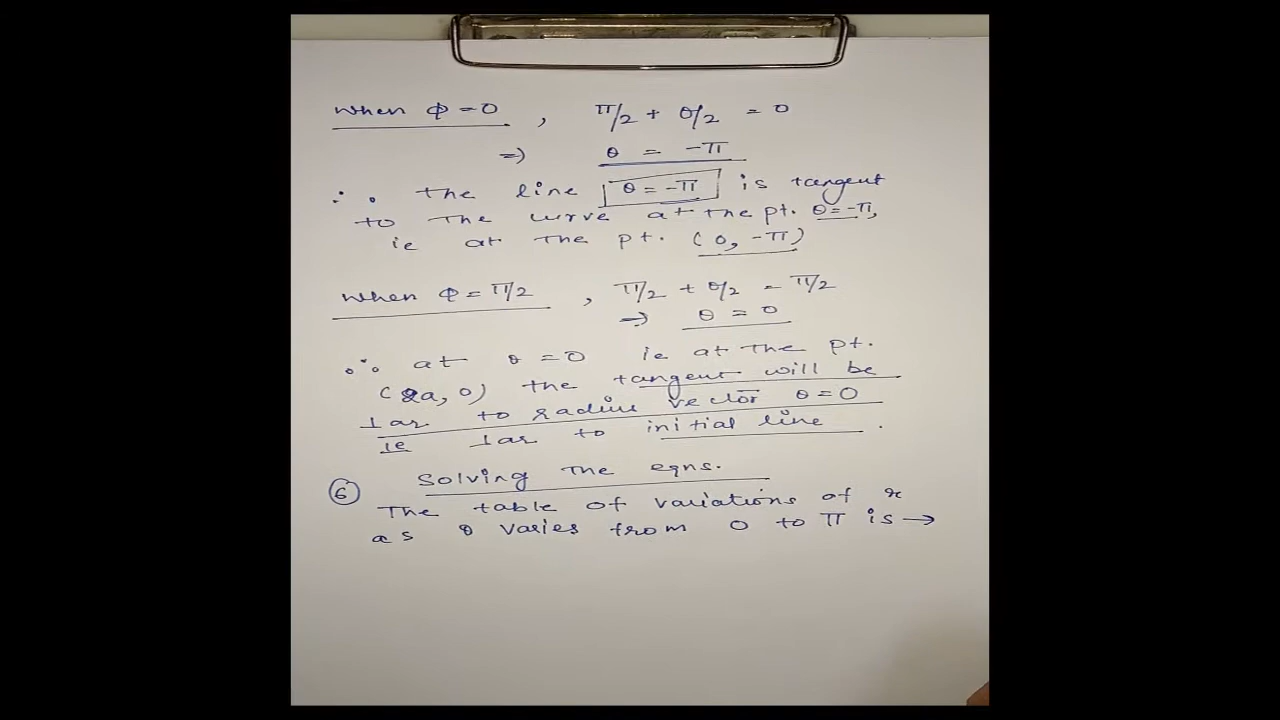 When φ=0 , π/2 + θ/2 = 0
⇒ θ = -π
∴ the line θ=-π is tangent
to the curve at the pt. θ=-π,
ie at the pt. (0, -π)
When φ=π/2 , π/2 + θ/2 = π/2
⇒ θ = 0
∴ at θ=0 ie at the pt.
(2a, 0) the tangent will be
⊥ar to radius vector θ=0
ie ⊥ar to initial line .
⑥ Solving the eqns.
The table of variations of r
as θ varies from 0 to π is →